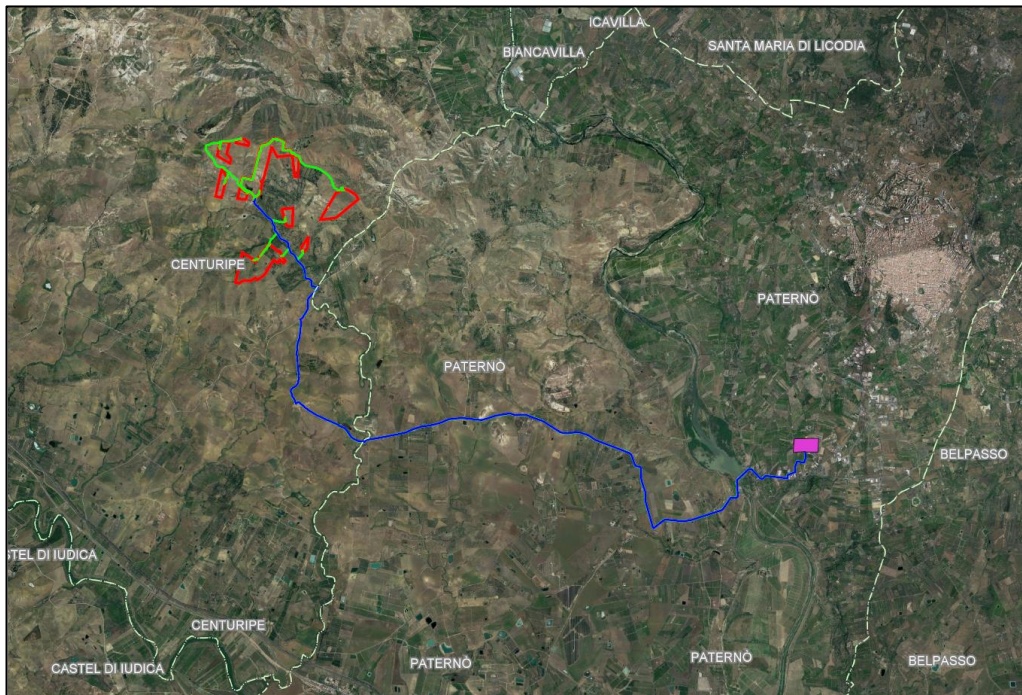 ICAVILLA
BIANCAVILLA
SANTA MARIA DI LICODIA
CENTURIPE
PATERNÒ
PATERNÒ
BELPASSO
STEL DI IUDICA
CENTURIPE
CASTEL DI IUDICA
PATERNÒ
PATERNÒ
BELPASSO